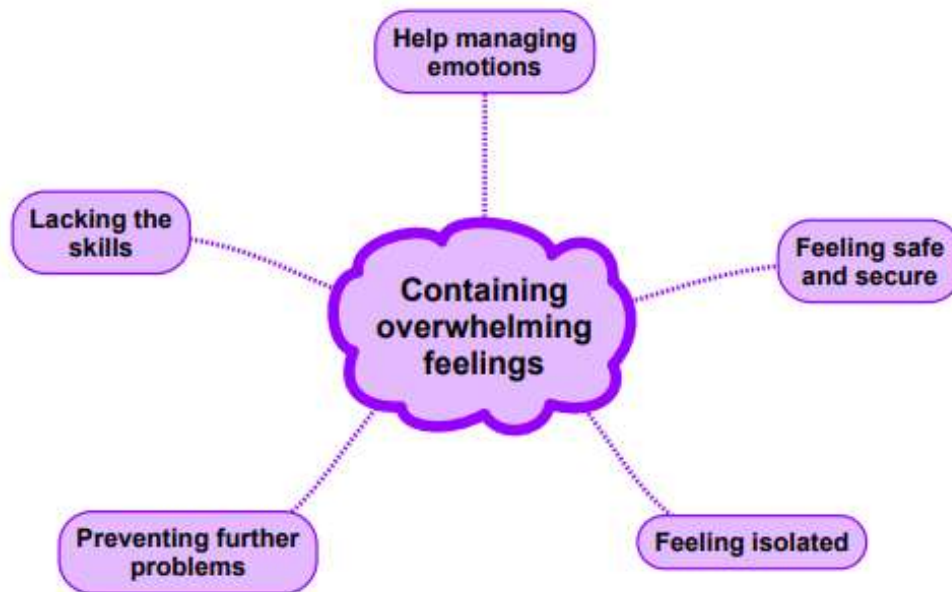 Help managing
emotions
Lacking the
skills
Feeling safe
and secure
Containing
overwhelming
feelings
Preventing further
problems
Feeling isolated